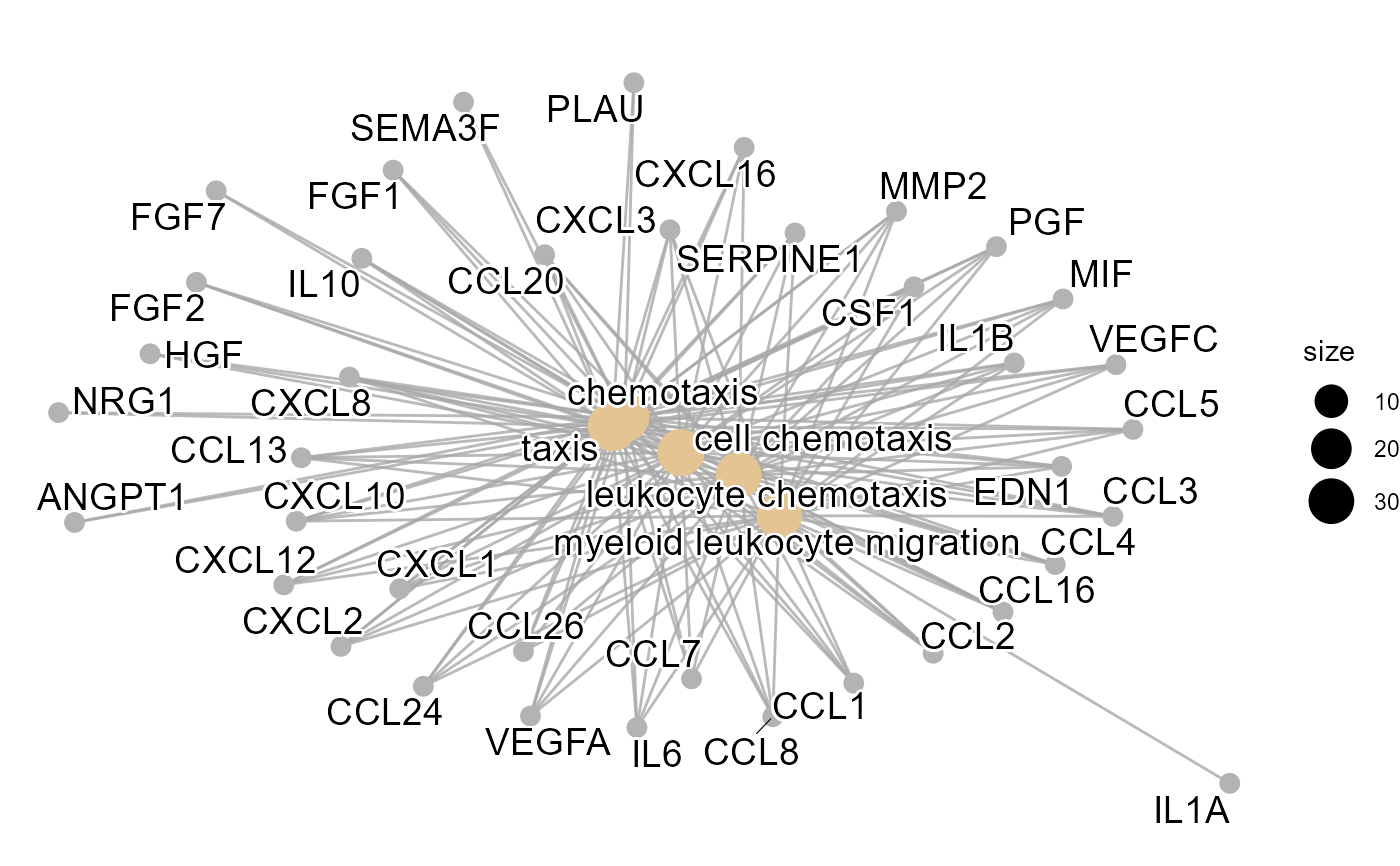 PLAU
SEMA3F
CXCL16
MMP2
FGF1
FGF7
CXCL3
PGF
SERPINE1
MIF
IL10
CCL20
FGF2
CSF1
IL1B
VEGFC
HGF
size
chemotaxis
NRG1
CXCL8
CCL5
10
cell chemotaxis
taxis
CCL13
20
ANGPT1
CXCL10
leukocyte chemotaxis
EDN1
CCL3
30
myeloid leukocyte migration
CCL4
CXCL12
CXCL1
CCL16
CXCL2
CCL26
CCL2
CCL7
CCL24
CCL1
VEGFA
IL6
CCL8
IL1A